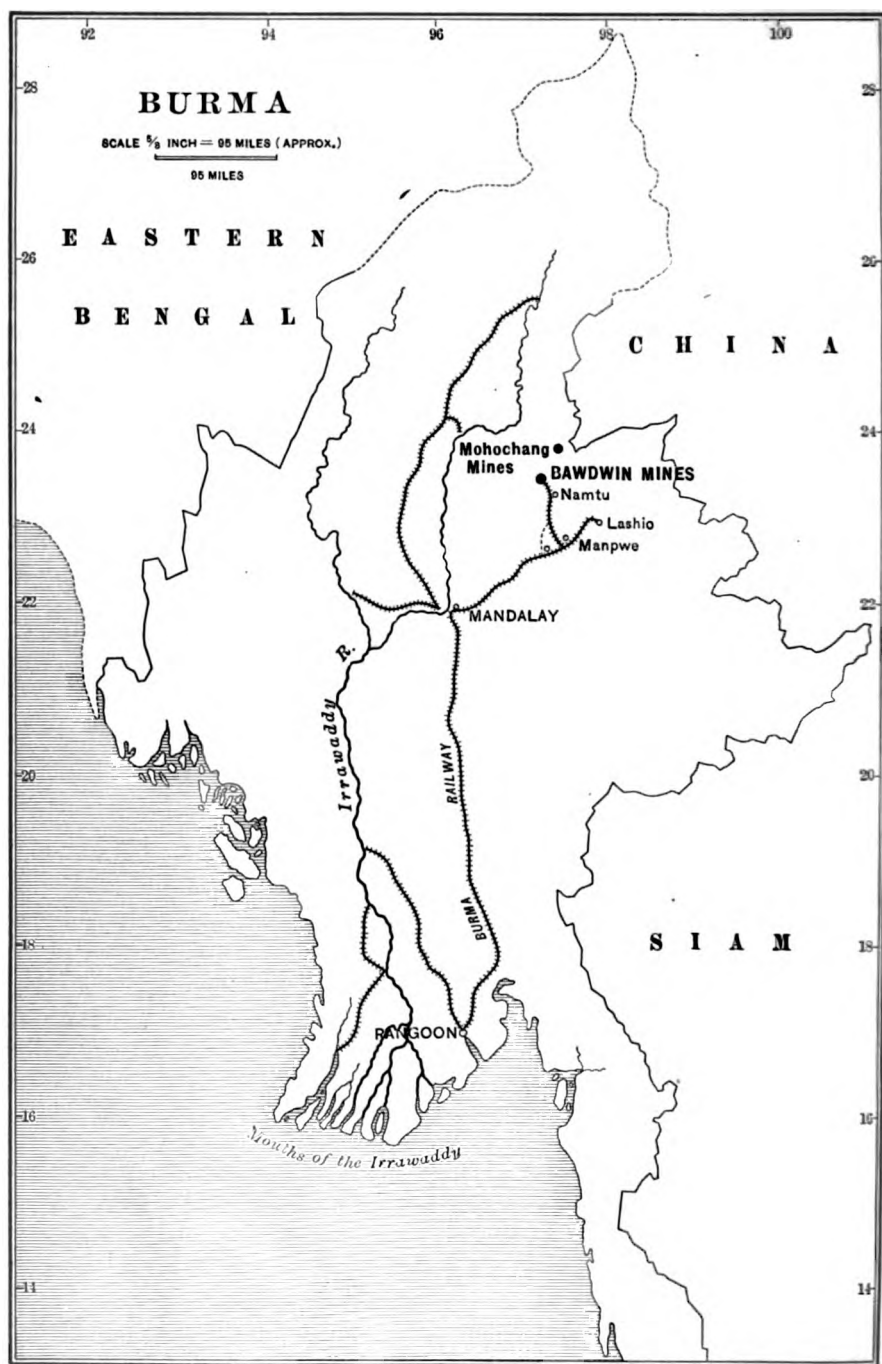 92 94 96 98 100
28 28
BURMA
SCALE 5/8 INCH = 95 MILES (APPROX.)
95 MILES
EASTERN
26 26
BENGAL
CHINA
24 24
Mohochang
Mines
BAWDWIN MINES
Namtu
Lashio
Manpwe
22 22
MANDALAY
Irrawaddy R.
20 20
BURMA RAILWAY
18 18
SIAM
RANGOON
16 16
Mouths of the Irrawaddy
14 14